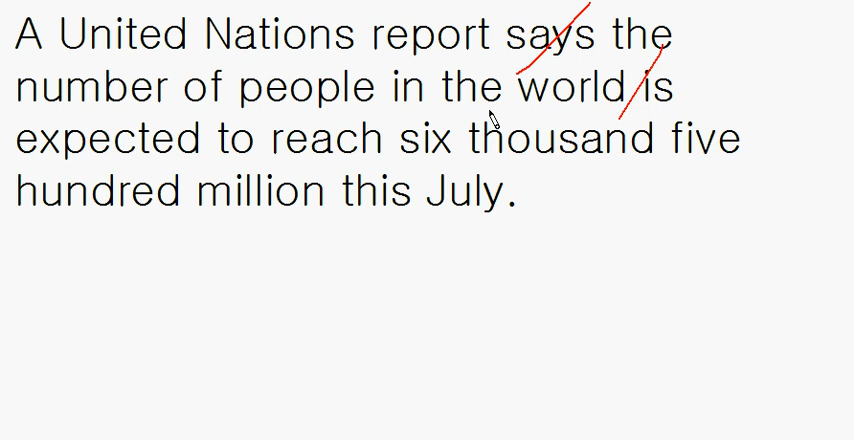 A United Nations report says the
number of people in the world is
expected to reach six thousand five
hundred million this July.